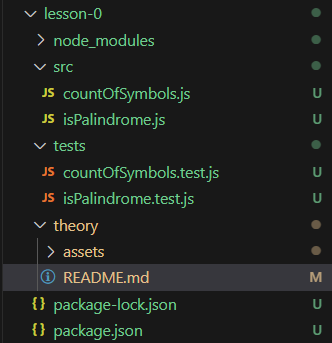 lesson-0
node_modules
src
JS countOfSymbols.js U
JS isPalindrome.js U
tests
JS countOfSymbols.test.js U
JS isPalindrome.test.js U
theory
assets
README.md M
{} package-lock.json U
{} package.json U